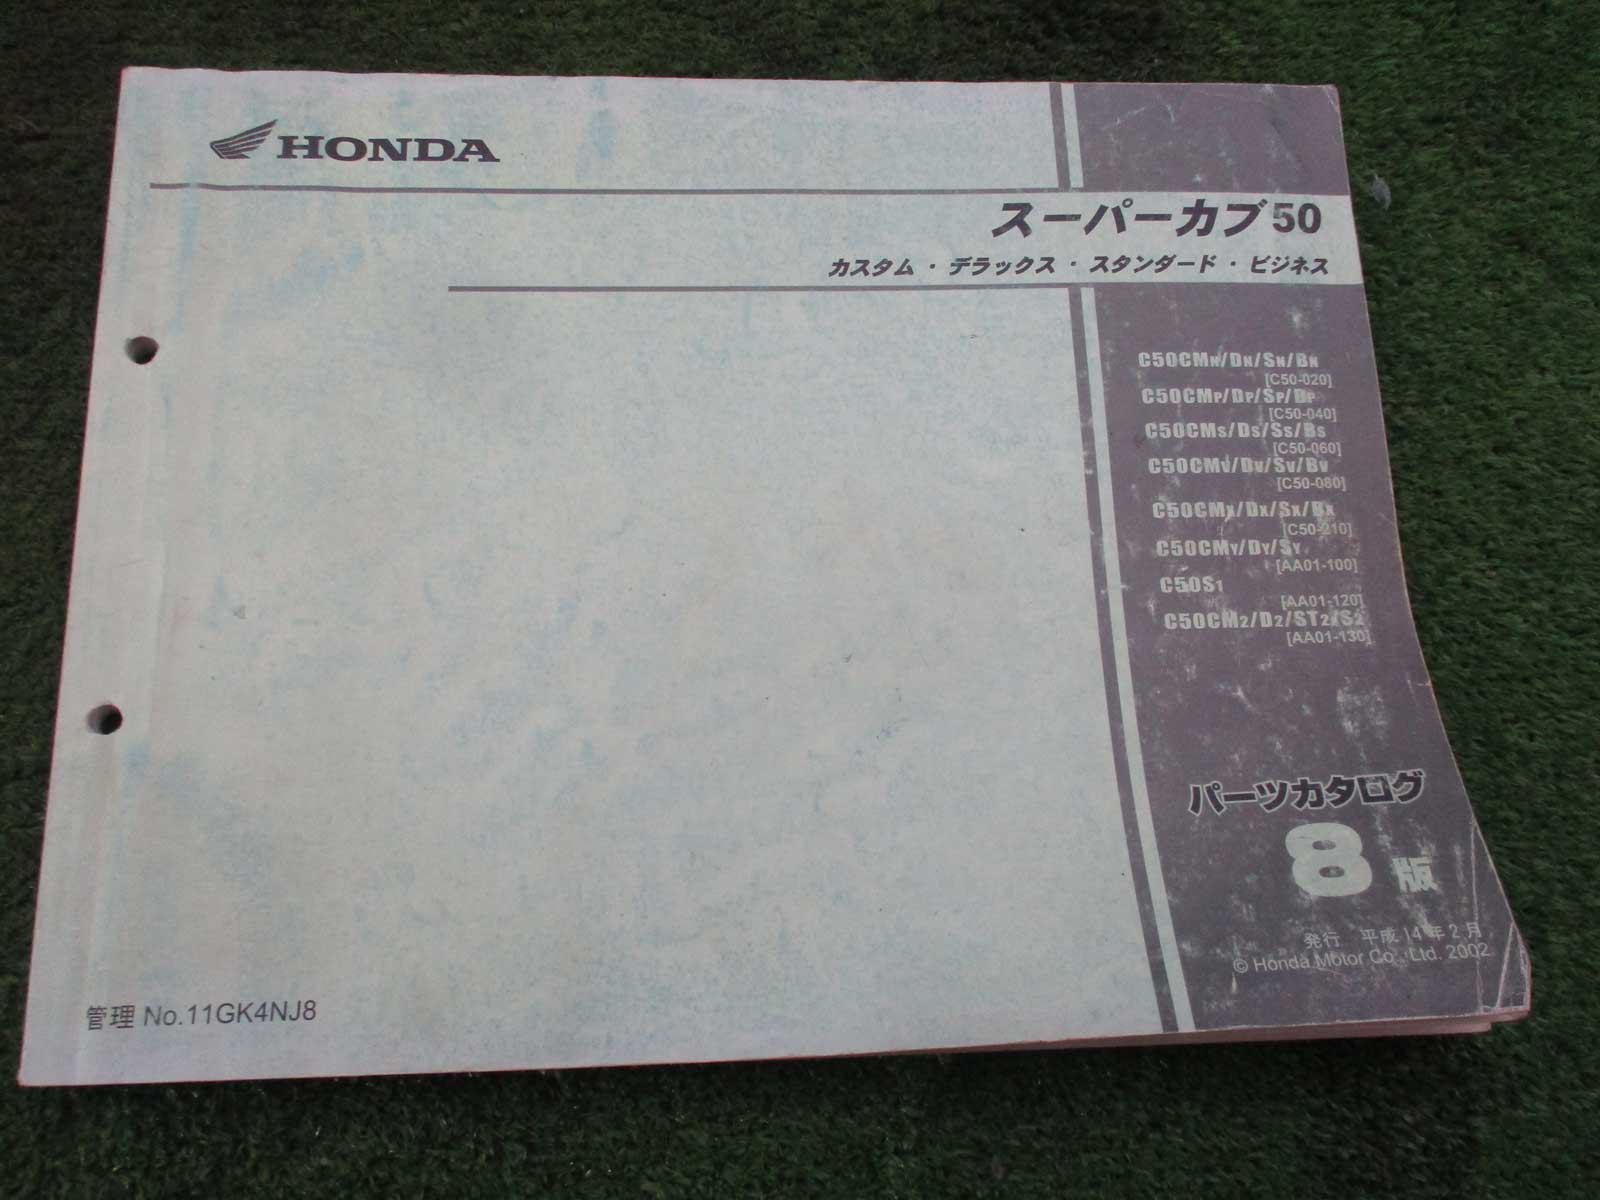 HONDA
スーパーカブ50
カスタム・デラックス・スタンダード・ビジネス
C50CMN/DN/SN/BN
[C50-020]
C50CMP/DP/SP/BP
[C50-040]
C50CMS/DS/SS/BS
[C50-060]
C50CMV/DV/SV/BV
[C50-080]
C50CMX/DX/SX/BX
[C50-210]
C50CMY/DY/SY
[AA01-100]
C50S1
[AA01-120]
C50CM2/D2/ST2/S2
[AA01-130]
パーツカタログ
8版
発行 平成14年2月
© Honda Motor Co., Ltd. 2002
管理 No.11GK4NJ8